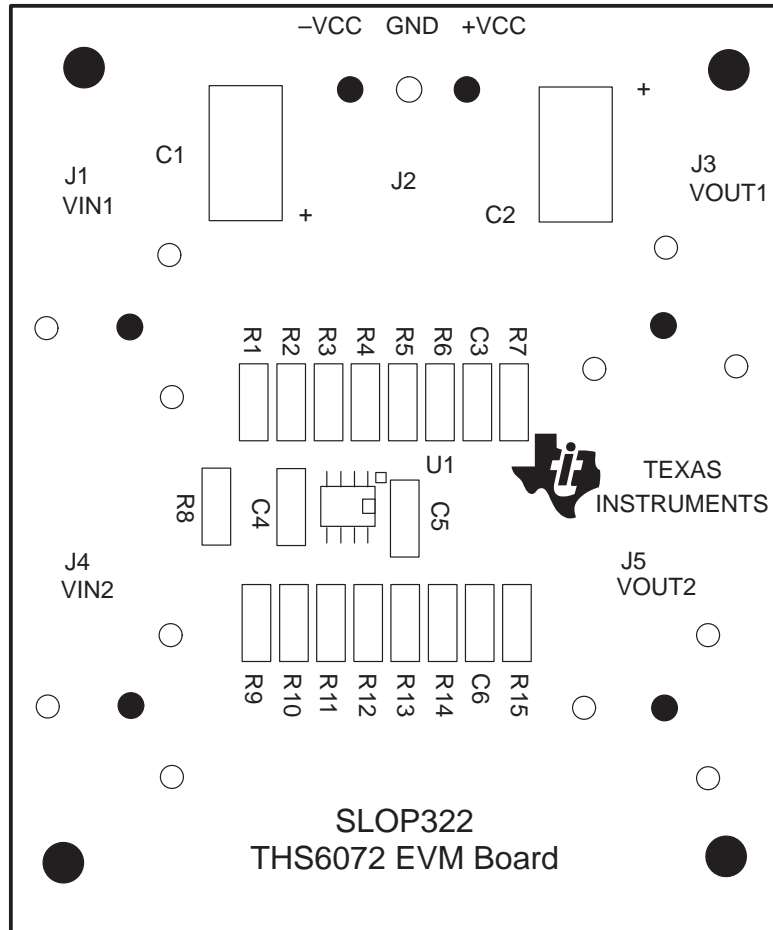 –VCC GND +VCC
+
C1
J1
VIN1
J2
J3
VOUT1
C2
+
R1 R2 R3 R4 R5 R6 C3 R7
U1
TEXAS
INSTRUMENTS
R8 C4 C5
J4
VIN2
J5
VOUT2
R9 R10 R11 R12 R13 R14 C6 R15
SLOP322
THS6072 EVM Board